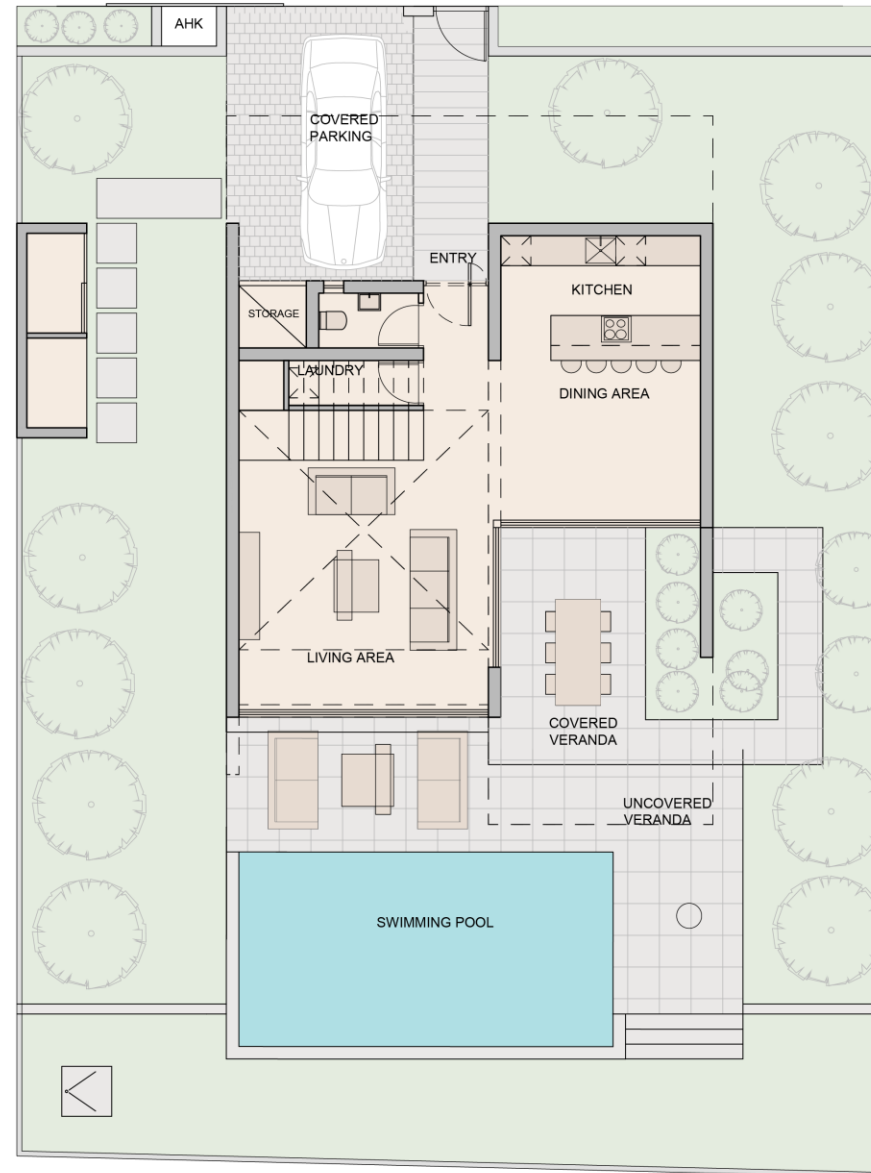 AHK
COVERED
PARKING
ENTRY
KITCHEN
STORAGE
LAUNDRY
DINING AREA
LIVING AREA
COVERED
VERANDA
UNCOVERED
VERANDA
SWIMMING POOL